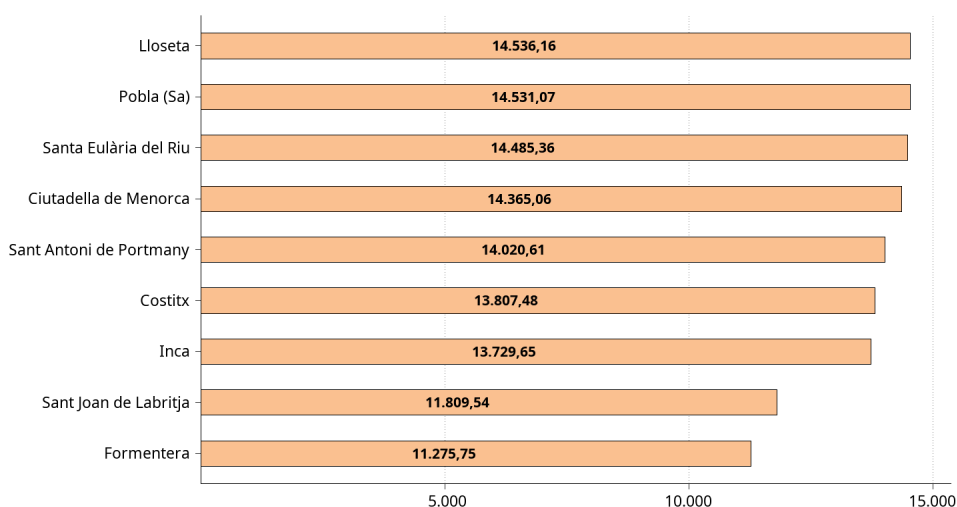 Lloseta 14.536,16
Pobla (Sa) 14.531,07
Santa Eulària del Riu 14.485,36
Ciutadella de Menorca 14.365,06
Sant Antoni de Portmany 14.020,61
Costitx 13.807,48
Inca 13.729,65
Sant Joan de Labritja 11.809,54
Formentera 11.275,75
5.000 10.000 15.000